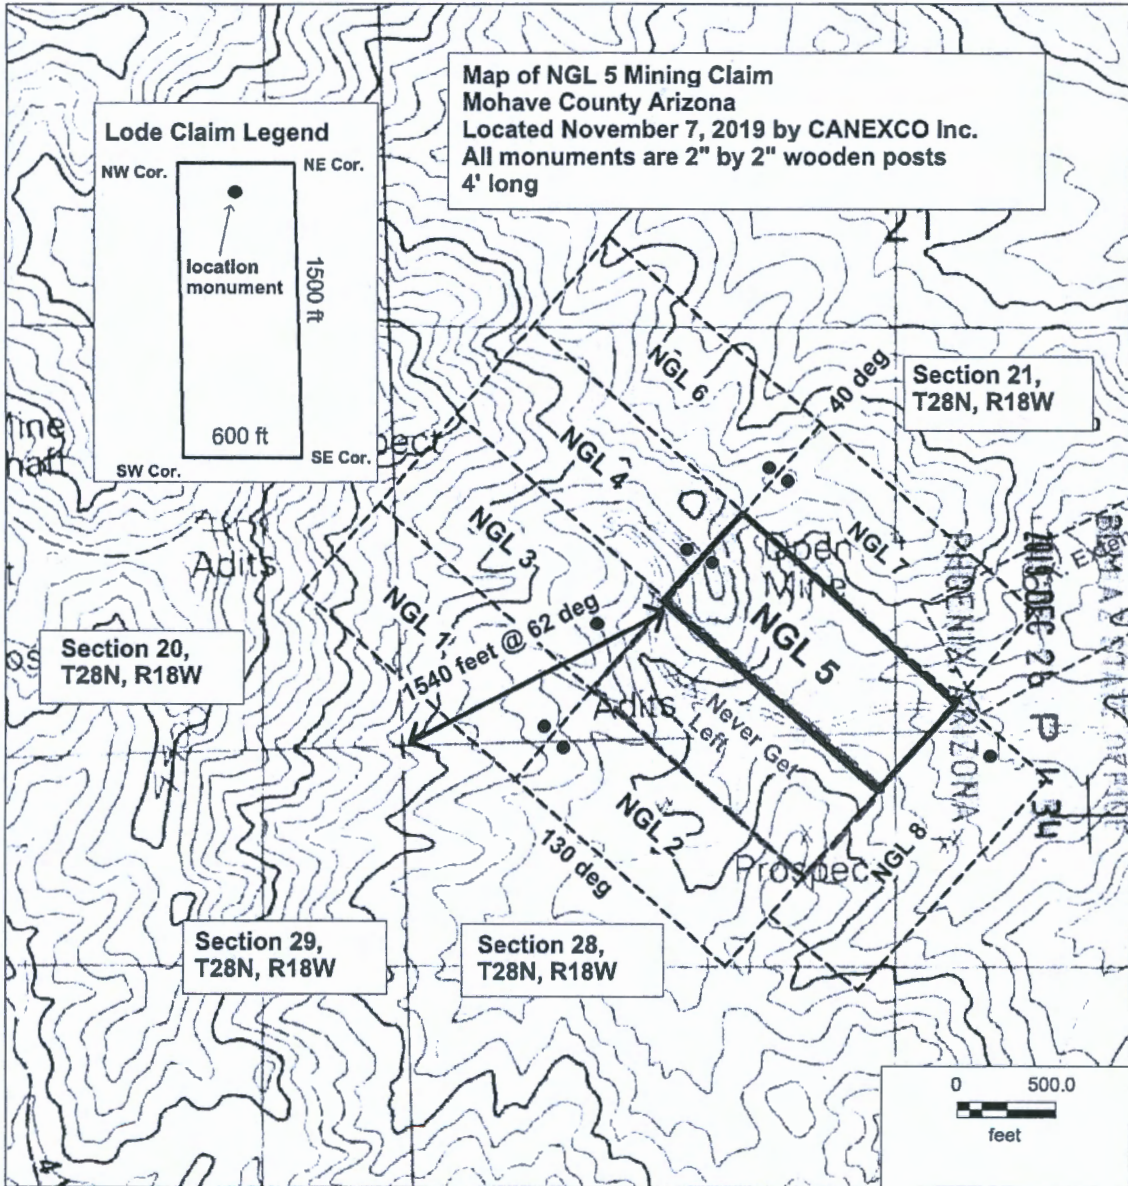 Map of NGL 5 Mining Claim
Mohave County Arizona
Located November 7, 2019 by CANEXCO Inc.
All monuments are 2" by 2" wooden posts
4' long
Lode Claim Legend
NW Cor.
NE Cor.
location
monument
1500 ft
600 ft
SW Cor.
SE Cor.
21
NGL 6
40 deg
Section 21,
T28N, R18W
NGL 4
NGL 3
NGL 7
Open
Mine
Adits
NGL 1
1540 feet @ 62 deg
NGL 5
Section 20,
T28N, R18W
Adits
Never Get
Left
NGL 2
130 deg
Prospec
NGL 8
PHOENIX, ARIZONA
Section 29,
T28N, R18W
Section 28,
T28N, R18W
0 500.0
feet